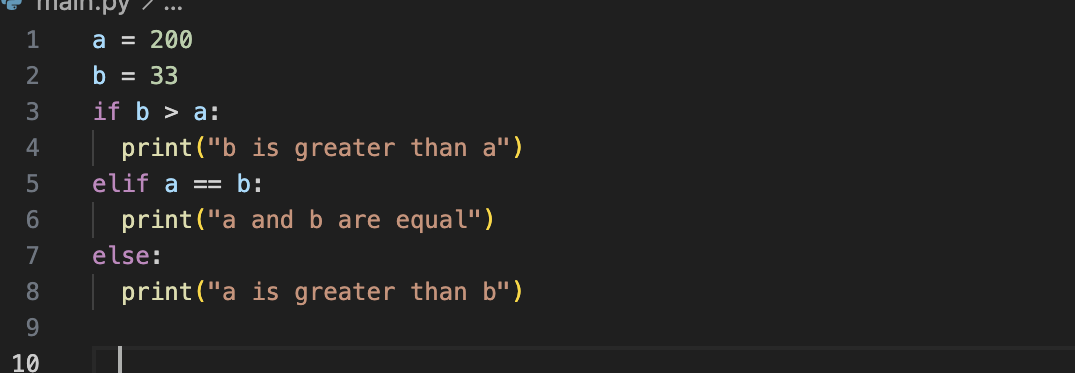 main.py > ...
1 a = 200
2 b = 33
3 if b > a:
4   print("b is greater than a")
5 elif a == b:
6   print("a and b are equal")
7 else:
8   print("a is greater than b")
9
10